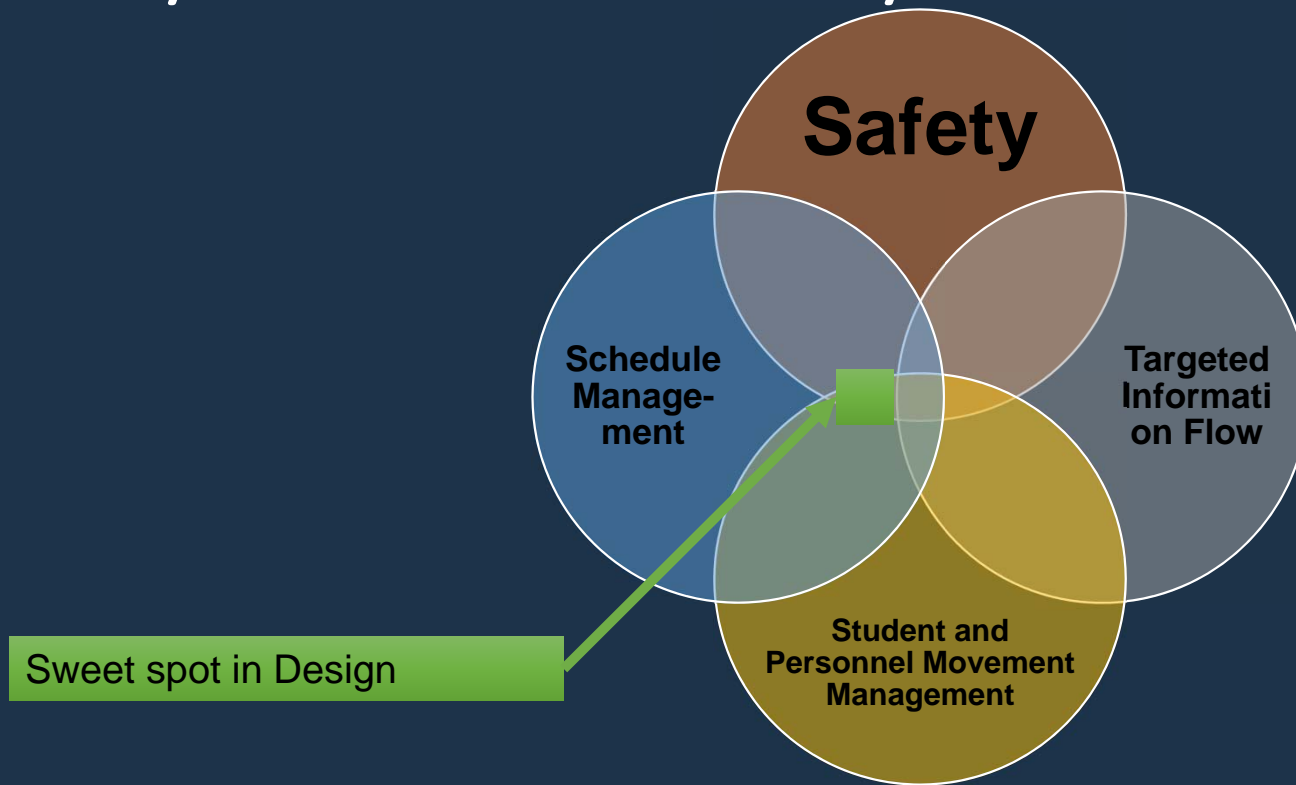 Safety
Schedule
Manage-
ment
Targeted
Informati
on Flow
Student and
Personnel Movement
Management
Sweet spot in Design